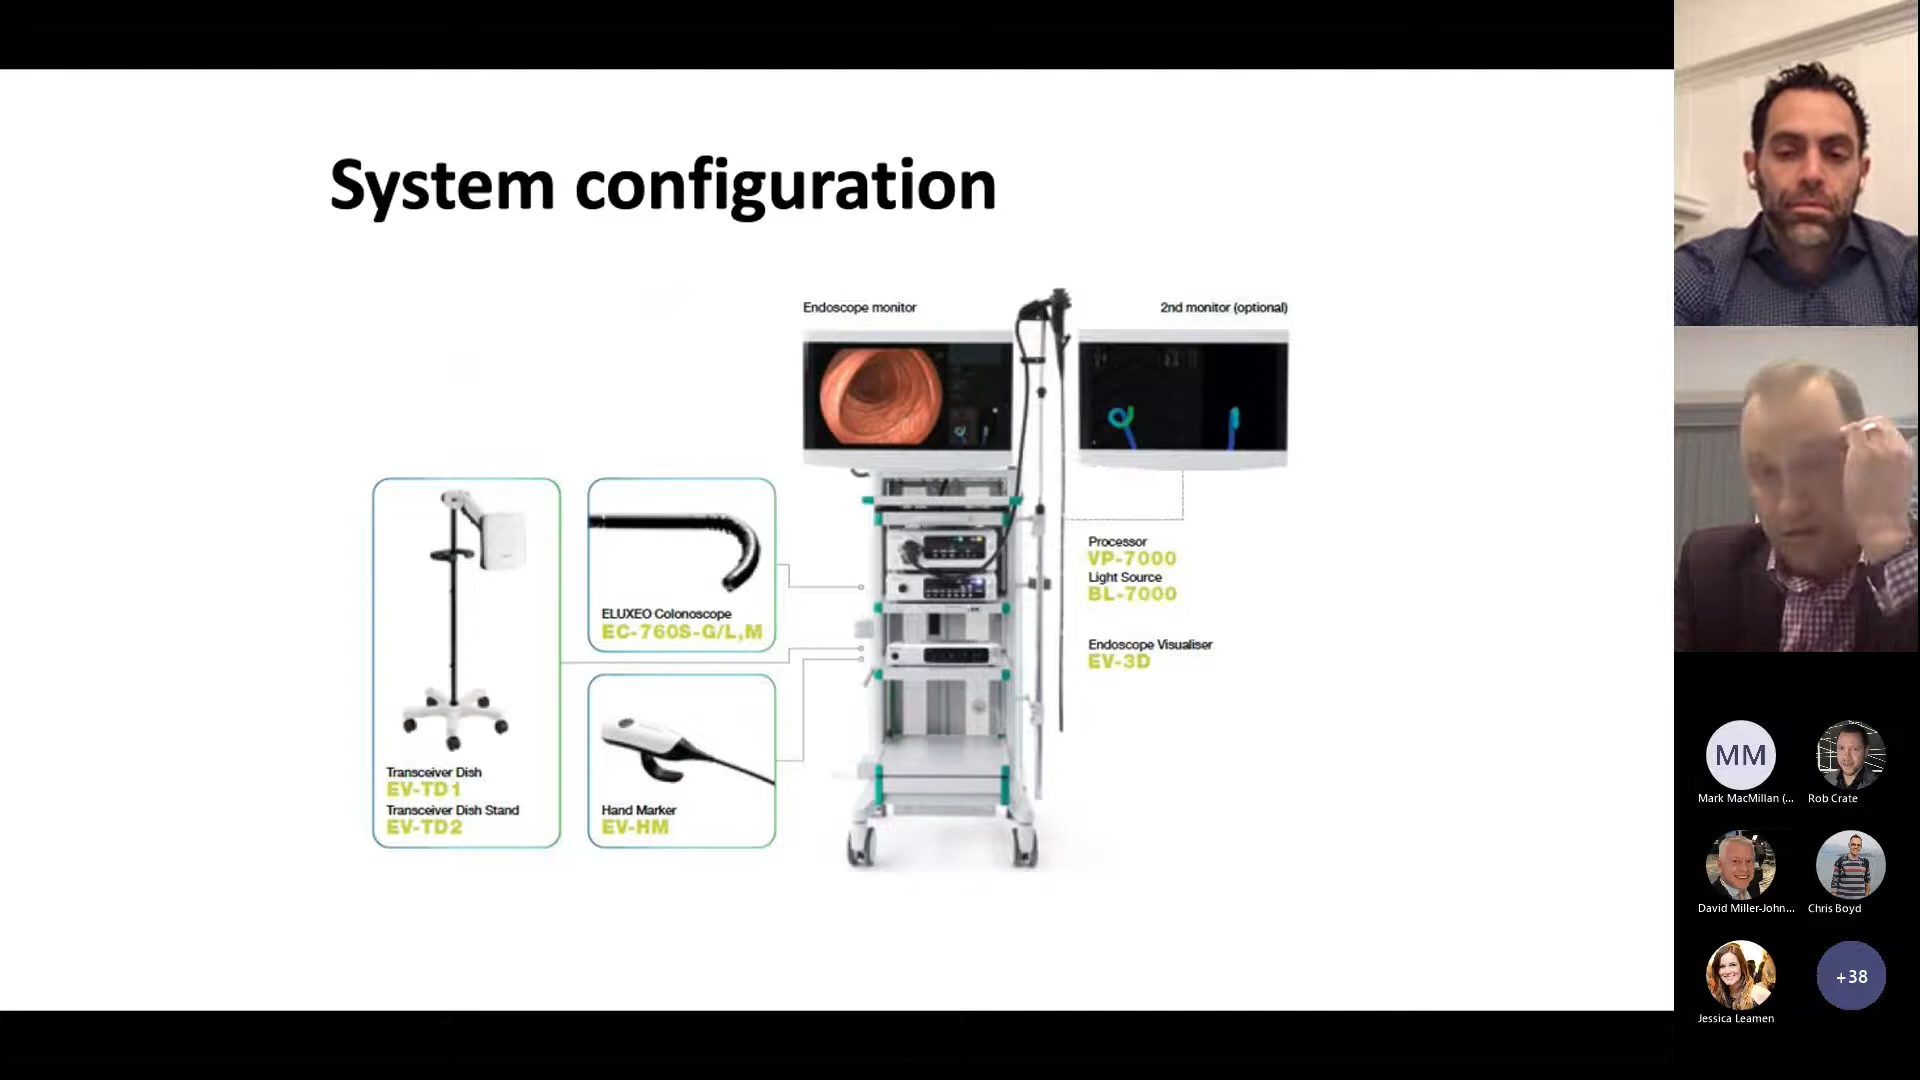 System configuration
Endoscope monitor
2nd monitor (optional)
Processor
VP-7000
Light Source
BL-7000
Endoscope Visualiser
EV-3D
ELUXEO Colonoscope
EC-760S-G/L,M
Transceiver Dish
EV-TD1
Transceiver Dish Stand
EV-TD2
Hand Marker
EV-HM
MM
Mark MacMillan (...
Rob Crate
David Miller-John...
Chris Boyd
Jessica Leamen
+38